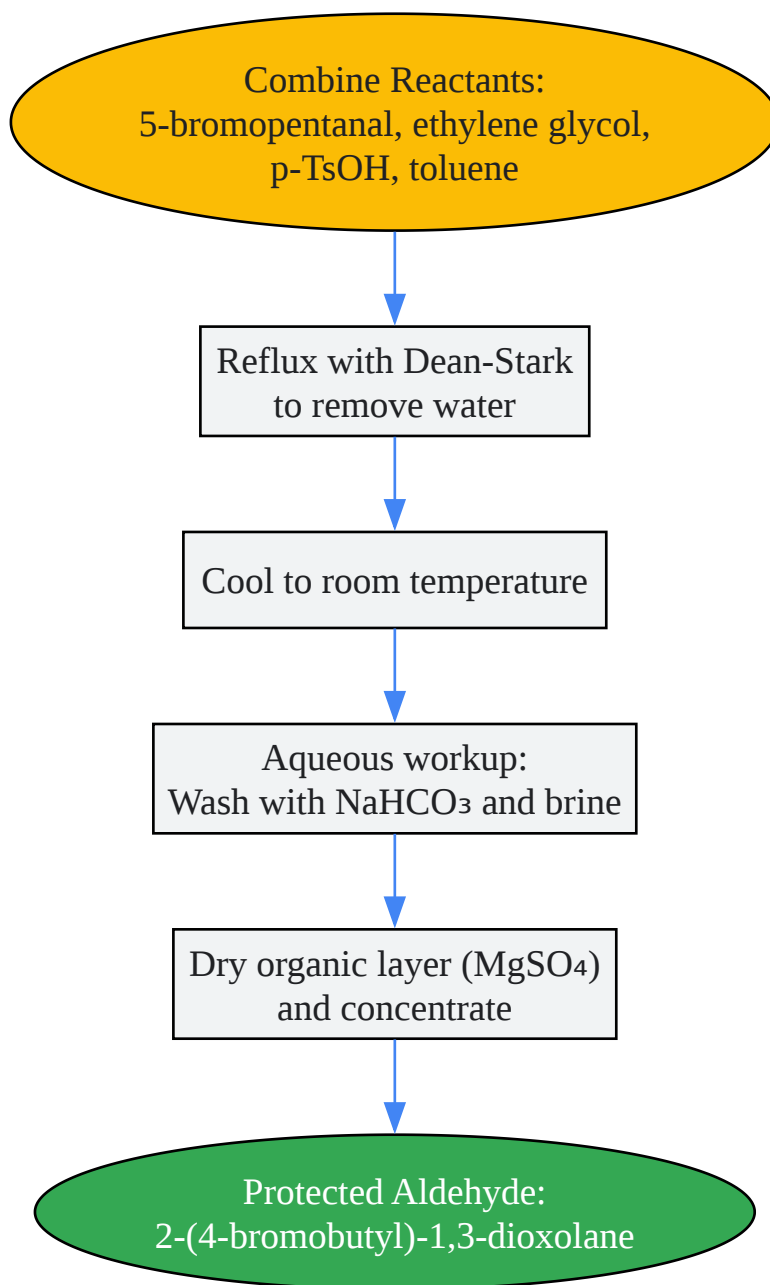 Combine Reactants:
5-bromopentanal, ethylene glycol,
p-TsOH, toluene
Reflux with Dean-Stark
to remove water
Cool to room temperature
Aqueous workup:
Wash with NaHCO₃ and brine
Dry organic layer (MgSO₄)
and concentrate
Protected Aldehyde:
2-(4-bromobutyl)-1,3-dioxolane